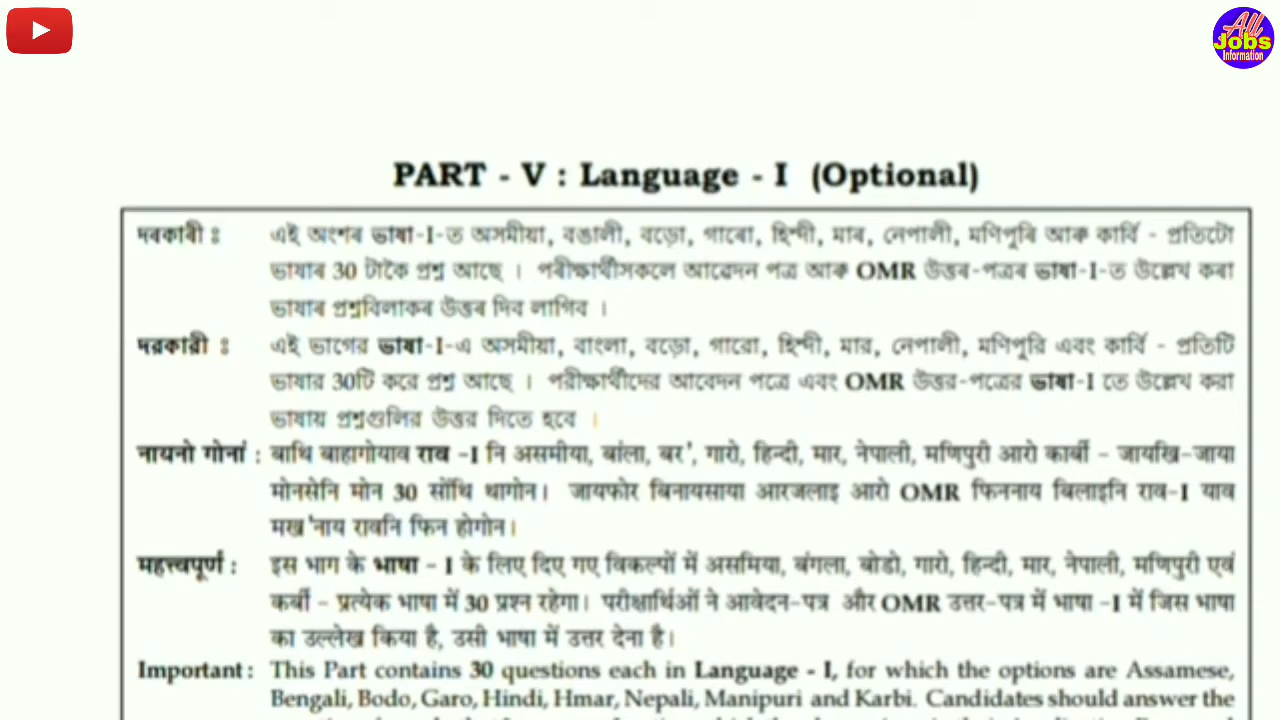 All
Jobs
Information
PART - V : Language - I (Optional)
দৰকাৰী : এই অংশৰ ভাষা-I-ত অসমীয়া, বঙালী, বড়ো, গাৰো, হিন্দী, মাৰ, নেপালী, মণিপুৰি আৰু কাৰ্বি - প্ৰতিটো
ভাষাৰ 30 টাকৈ প্ৰশ্ন আছে । পৰীক্ষাৰ্থীসকলে আৱেদন পত্ৰ আৰু OMR উত্তৰ-পত্ৰৰ ভাষা-I-ত উল্লেখ কৰা
ভাষাৰ প্ৰশ্নবিলাকৰ উত্তৰ দিব লাগিব ।
দরকারী : এই ভাগের ভাষা-I-এ অসমীয়া, বাংলা, বড়ো, গারো, হিন্দী, মার, নেপালী, মণিপুরি এবং কার্বি - প্রতিটি
ভাষার 30টি করে প্রশ্ন আছে । পরীক্ষার্থীদের আবেদন পত্রে এবং OMR উত্তর-পত্রের ভাষা-I তে উল্লেখ করা
ভাষায় প্রশ্নগুলির উত্তর দিতে হবে ।
नायनो गोनां : बाथि बाहागोयाव राव -I नि असमीया, बांला, बर', गारो, हिन्दी, मार, नेपाली, मणिपुरी आरो कार्बी - जायखि-जाया
मोनसेनि मोन 30 सोंथि थागोन। जायफोर बिनायसाया आरजलाइ आरो OMR फिननाय बिलाइनि राव-I याव
मख'नाय रावनि फिन होगोन।
महत्त्वपूर्ण : इस भाग के भाषा - I के लिए दिए गए विकल्पों में असमिया, बंगला, बोडो, गारो, हिन्दी, मार, नेपाली, मणिपुरी एवं
कर्बी - प्रत्येक भाषा में 30 प्रश्न रहेगा। परीक्षार्थिओं ने आवेदन-पत्र और OMR उत्तर-पत्र में भाषा -I में जिस भाषा
का उल्लेख किया है, उसी भाषा में उत्तर देना है।
Important : This Part contains 30 questions each in Language - I, for which the options are Assamese,
Bengali, Bodo, Garo, Hindi, Hmar, Nepali, Manipuri and Karbi. Candidates should answer the